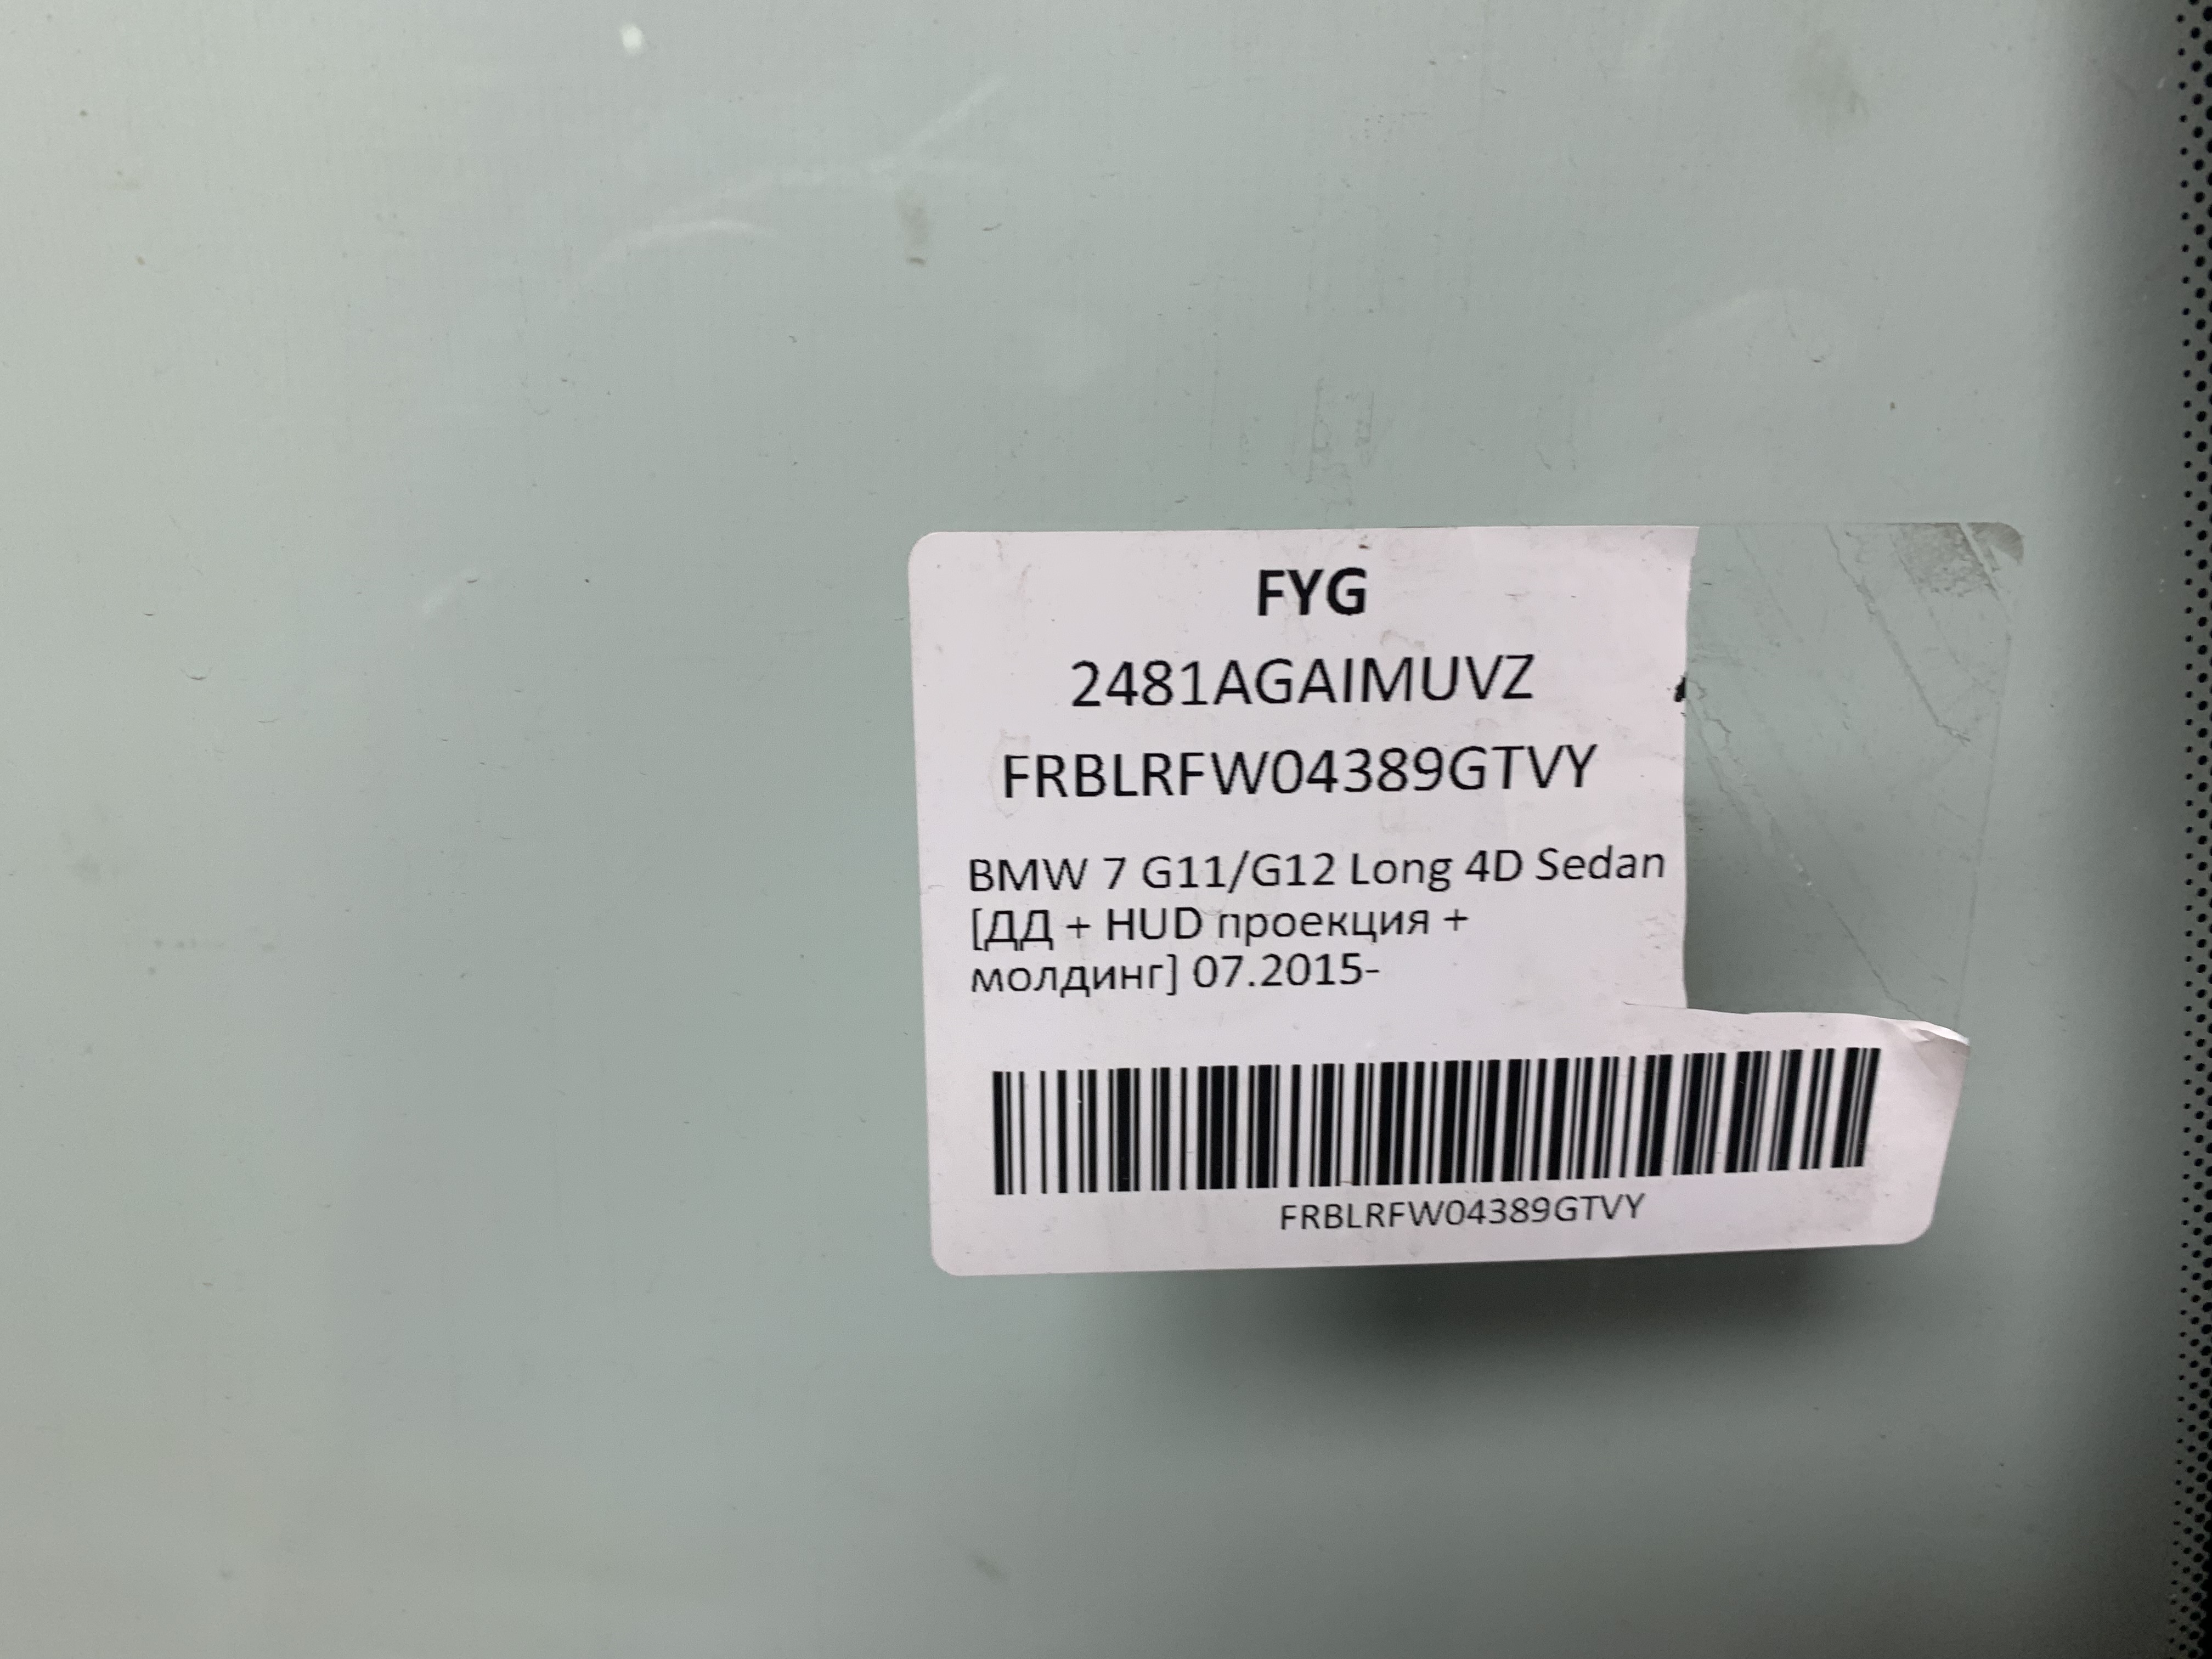 FYG
2481AGAIMUVZ
FRBLRFW04389GTVY
BMW 7 G11/G12 Long 4D Sedan
[ДД + HUD проекция +
молдинг] 07.2015-
FRBLRFW04389GTVY